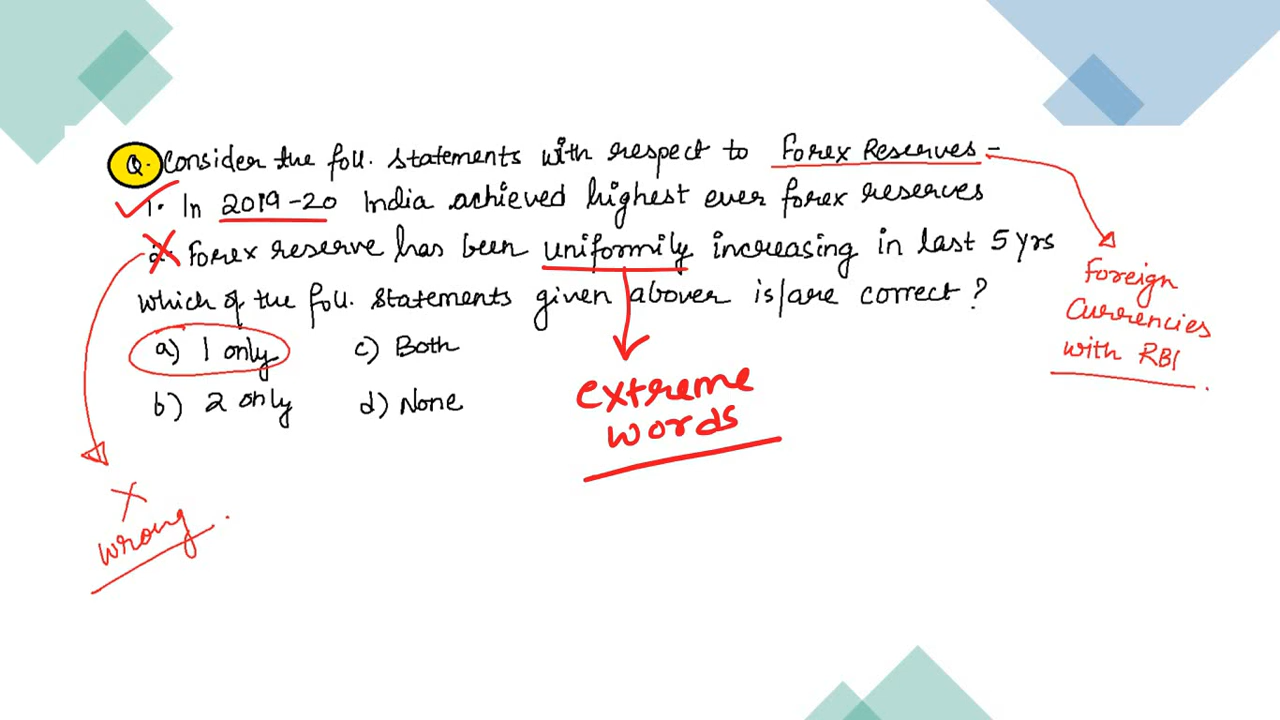 Q. Consider the foll. statements with respect to Forex Reserves -
1. In 2019-20 India achieved highest ever forex reserves
2. Forex reserve has been uniformily increasing in last 5 yrs
which of the foll. statements given abover is/are correct?
a) 1 only c) Both
b) 2 only d) None
extreme
words
Foreign
Currencies
with RBI
X
wrong.